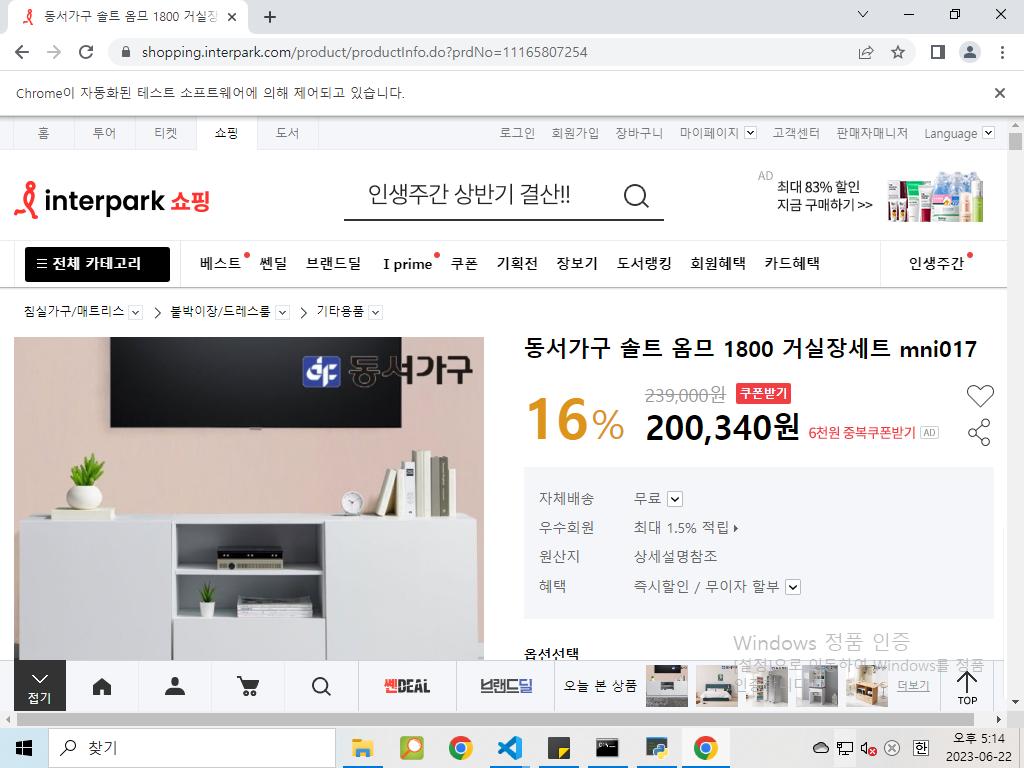 동서가구 솔트 옴므 1800 거실장
shopping.interpark.com/product/productInfo.do?prdNo=11165807254
Chrome이 자동화된 테스트 소프트웨어에 의해 제어되고 있습니다.
홈 투어 티켓 쇼핑 도서 로그인 회원가입 장바구니 마이페이지 고객센터 판매자매니저 Language
interpark 쇼핑
인생주간 상반기 결산!!
AD
최대 83% 할인
지금 구매하기 >>
전체 카테고리 베스트 쎈딜 브랜드딜 I prime 쿠폰 기획전 장보기 도서랭킹 회원혜택 카드혜택 인생주간
침실가구/매트리스 붙박이장/드레스룸 기타용품
동서가구
동서가구 솔트 옴므 1800 거실장세트 mni017
239,000원 쿠폰받기
16% 200,340원 6천원 중복쿠폰받기 AD
자체배송 무료
우수회원 최대 1.5% 적립
원산지 상세설명참조
혜택 즉시할인 / 무이자 할부
옵션선택
Windows 정품 인증
[설정]으로 이동하여 Windows를 정품
접기 쎈DEAL 브랜드딜 오늘 본 상품 더보기 TOP
찾기
한
오후 5:14
2023-06-22